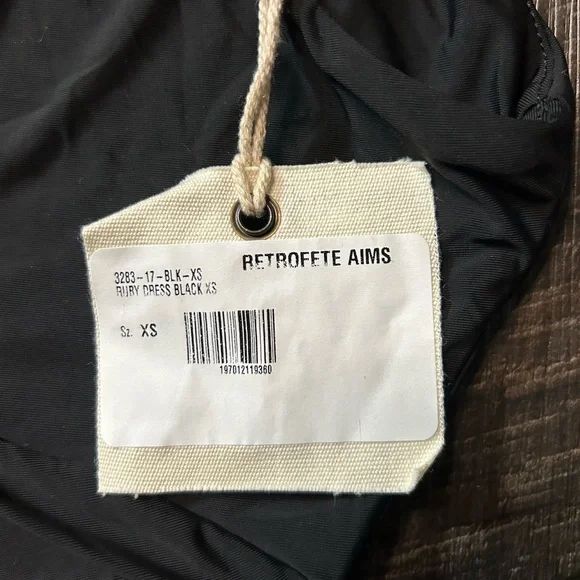 RETROFETE AIMS
3283-17-BLK-XS
RUBY DRESS BLACK XS
Sz. XS
197012119360